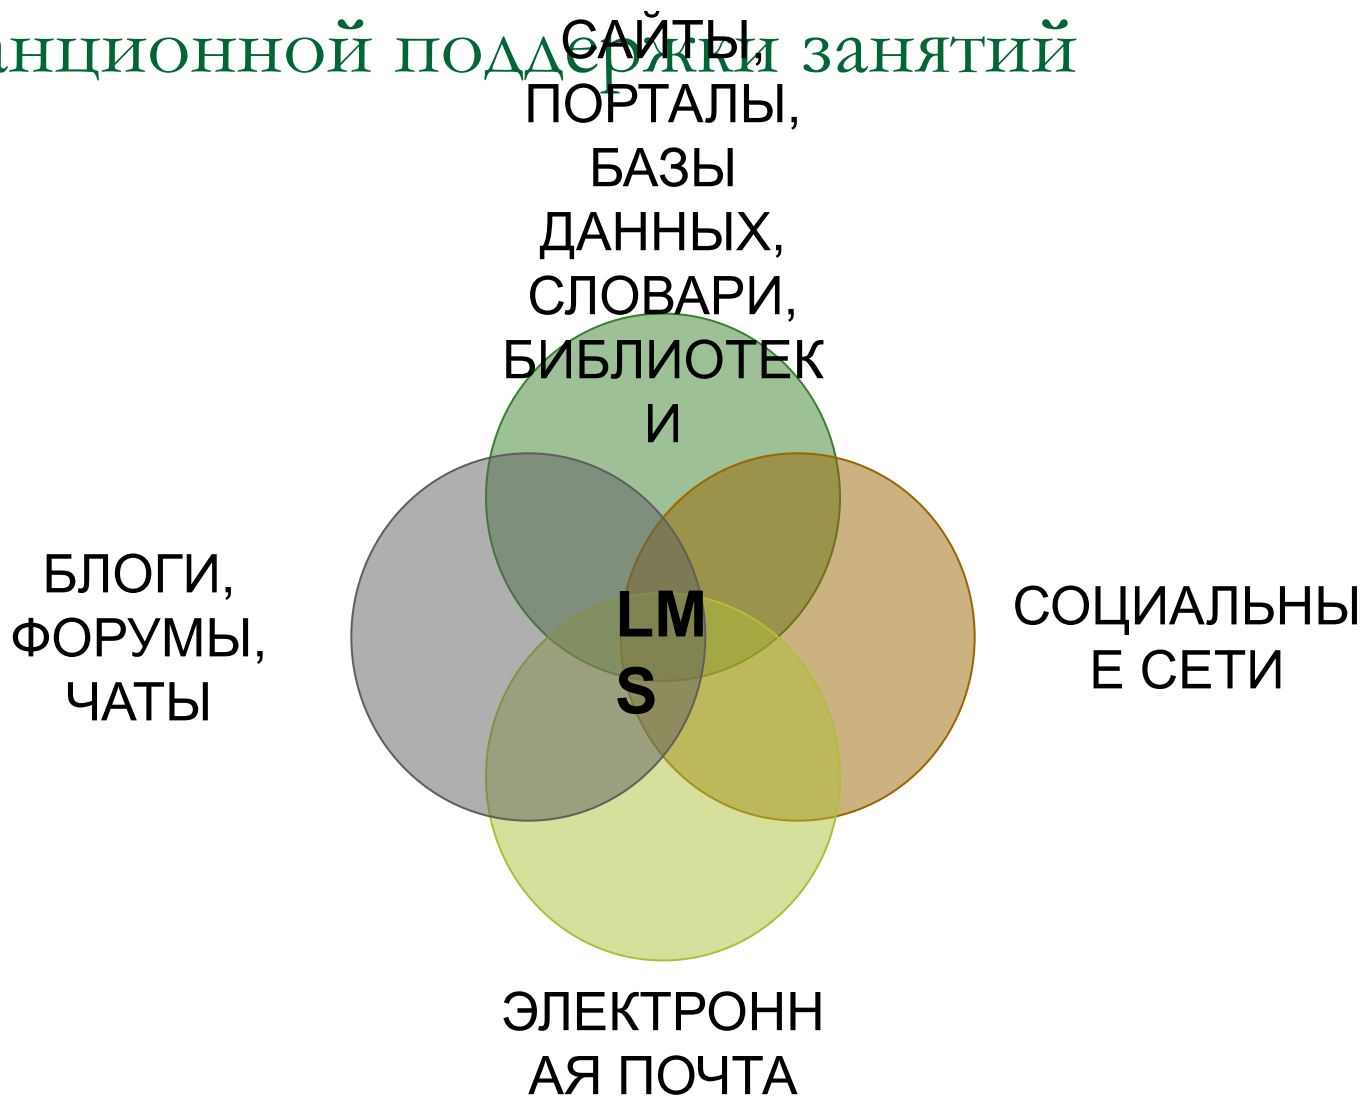 анционной поддержки занятий
САЙТЫ,
ПОРТАЛЫ,
БАЗЫ
ДАННЫХ,
СЛОВАРИ,
БИБЛИОТЕК
И
БЛОГИ,
ФОРУМЫ,
ЧАТЫ
LM
S
СОЦИАЛЬНЫ
Е СЕТИ
ЭЛЕКТРОНН
АЯ ПОЧТА